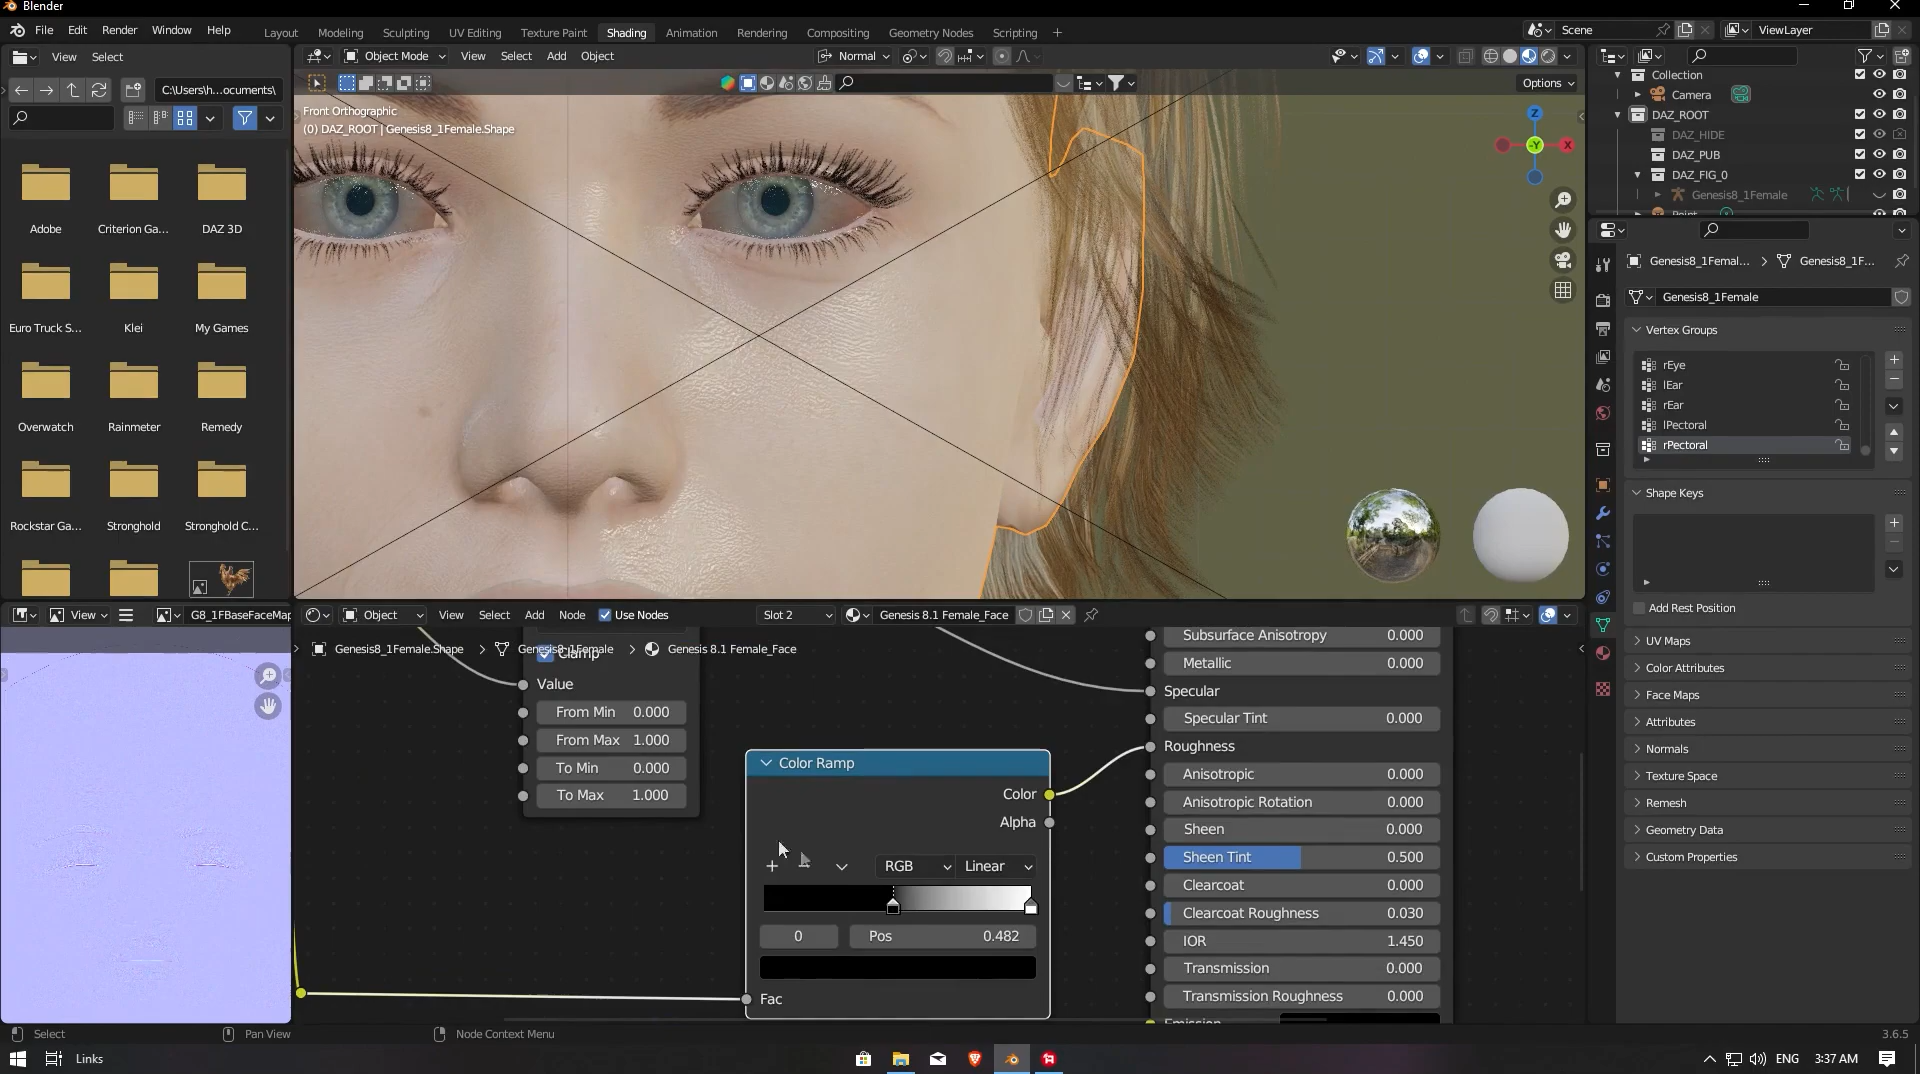 Blender
File Edit Render Window Help
Layout Modeling Sculpting UV Editing Texture Paint Shading Animation Rendering Compositing Geometry Nodes Scripting
Scene ViewLayer
View Select
Object Mode View Select Add Object
Normal
C:\Users\h...ocuments\
Options
Front Orthographic
(0) DAZ_ROOT | Genesis8_1Female.Shape
Z
-Y
X
Adobe Criterion Ga... DAZ 3D
Euro Truck S... Klei My Games
Overwatch Rainmeter Remedy
Rockstar Ga... Stronghold Stronghold C...
Collection
Camera
DAZ_ROOT
DAZ_HIDE
DAZ_PUB
DAZ_FIG_0
Genesis8_1Female
Point
Genesis8_1Femal... Genesis8_1F...
Genesis8_1Female
Vertex Groups
rEye
lEar
rEar
lPectoral
rPectoral
Shape Keys
Add Rest Position
UV Maps
Color Attributes
Face Maps
Attributes
Normals
Texture Space
Remesh
Geometry Data
Custom Properties
View G8_1FBaseFaceMap
Object View Select Add Node Use Nodes Slot 2 Genesis 8.1 Female_Face
Genesis8_1Female.Shape Genesis8_1Female Genesis 8.1 Female_Face
Clamp
Value
From Min 0.000
From Max 1.000
To Min 0.000
To Max 1.000
Color Ramp
Color
Alpha
RGB Linear
0 Pos 0.482
Fac
Subsurface Anisotropy 0.000
Metallic 0.000
Specular
Specular Tint 0.000
Roughness
Anisotropic 0.000
Anisotropic Rotation 0.000
Sheen 0.000
Sheen Tint 0.500
Clearcoat 0.000
Clearcoat Roughness 0.030
IOR 1.450
Transmission 0.000
Transmission Roughness 0.000
Emission
Select Pan View Node Context Menu 3.6.5
Links ENG 3:37 AM